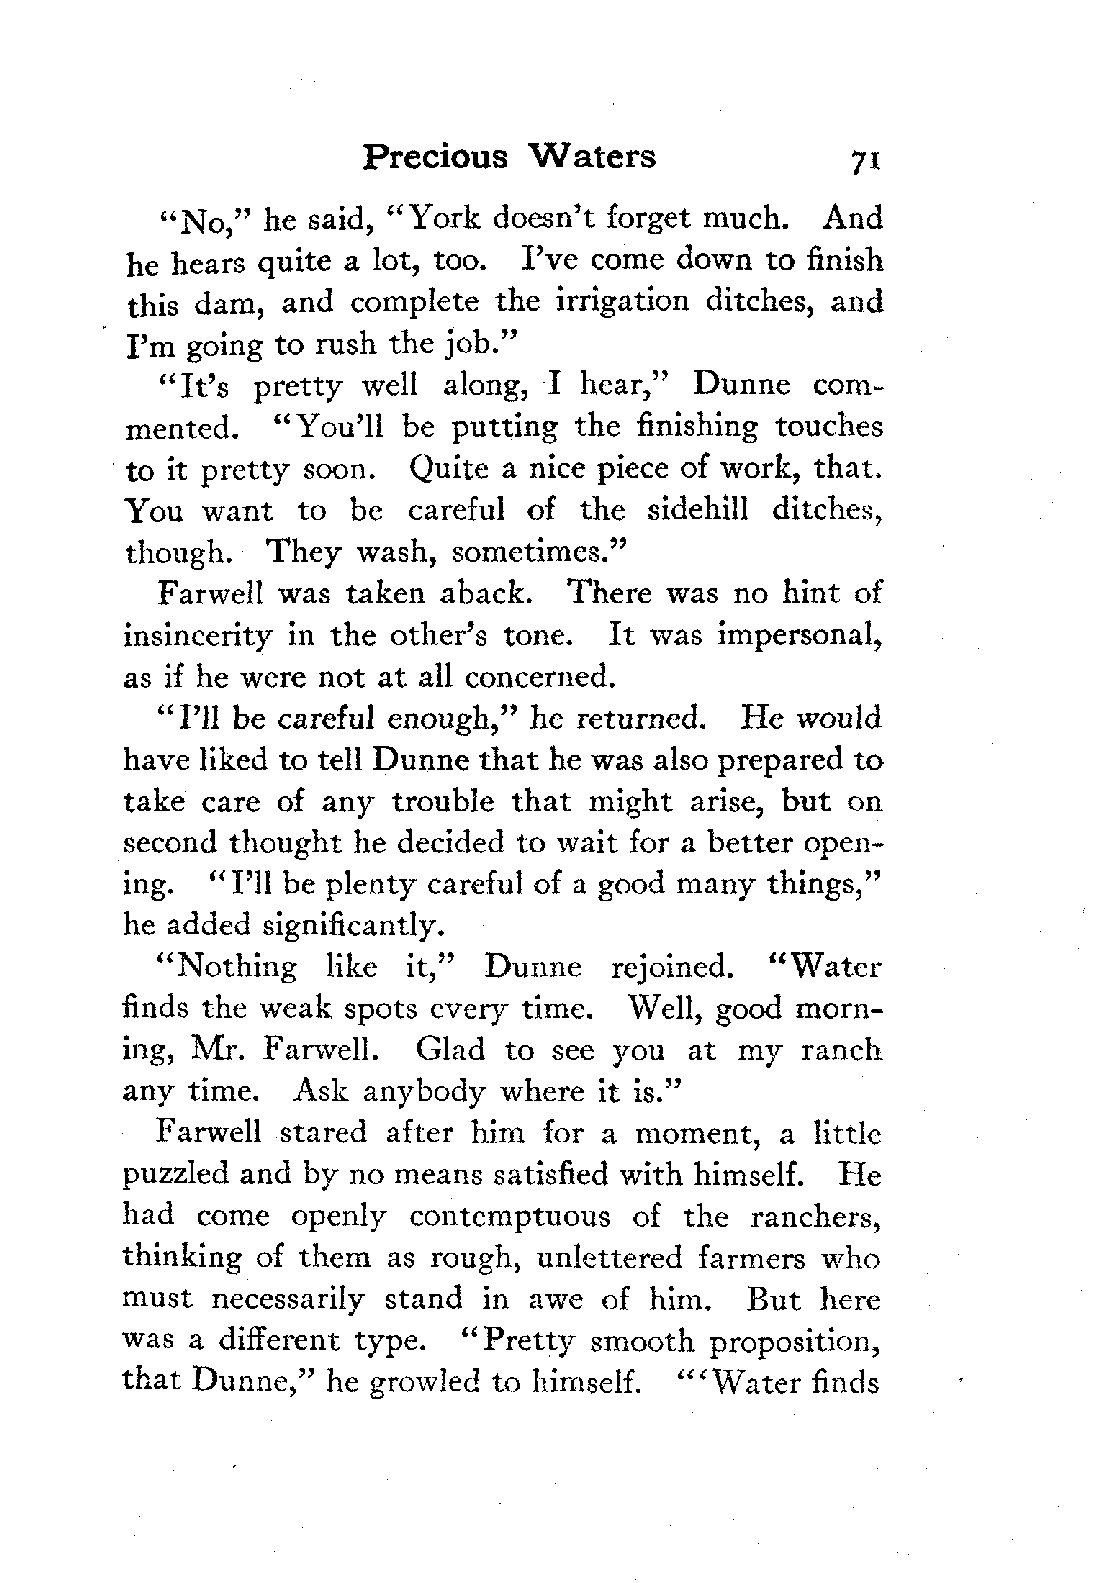 Precious Waters 71
"No," he said, "York doesn't forget much. And
he hears quite a lot, too. I've come down to finish
this dam, and complete the irrigation ditches, and
I'm going to rush the job."
"It's pretty well along, I hear," Dunne com-
mented. "You'll be putting the finishing touches
to it pretty soon. Quite a nice piece of work, that.
You want to be careful of the sidehill ditches,
though. They wash, sometimes."
Farwell was taken aback. There was no hint of
insincerity in the other's tone. It was impersonal,
as if he were not at all concerned.
"I'll be careful enough," he returned. He would
have liked to tell Dunne that he was also prepared to
take care of any trouble that might arise, but on
second thought he decided to wait for a better open-
ing. "I'll be plenty careful of a good many things,"
he added significantly.
"Nothing like it," Dunne rejoined. "Water
finds the weak spots every time. Well, good morn-
ing, Mr. Farwell. Glad to see you at my ranch
any time. Ask anybody where it is."
Farwell stared after him for a moment, a little
puzzled and by no means satisfied with himself. He
had come openly contemptuous of the ranchers,
thinking of them as rough, unlettered farmers who
must necessarily stand in awe of him. But here
was a different type. "Pretty smooth proposition,
that Dunne," he growled to himself. "'Water finds